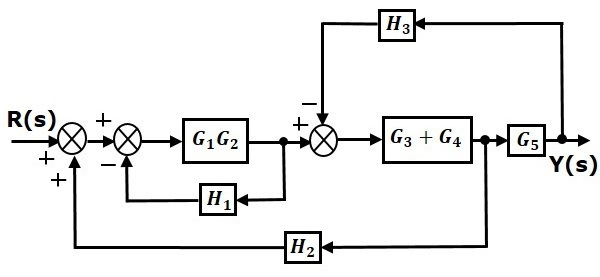 H₃
−
R(s)
+
+
+
−
G₁G₂
+
G₃ + G₄
G₅
Y(s)
H₁
H₂